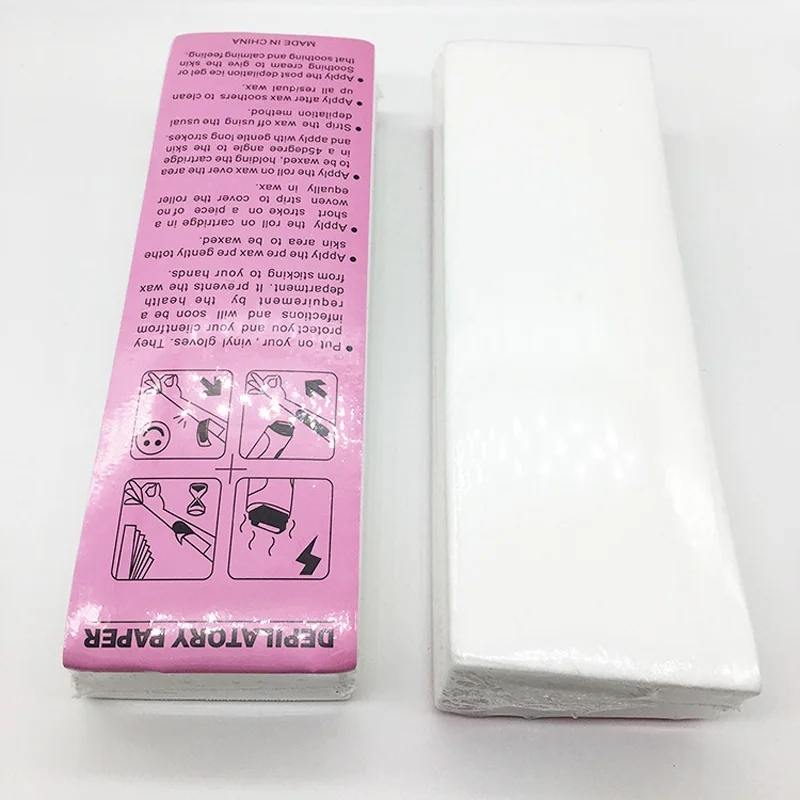 DEPILATORY PAPER
• Put on your, vinyl gloves. They
protect you and your clientfrom
infections and will soon be a
requirement by the health
department. It prevents the wax
from sticking to your hands.
• Apply the pre wax pre gently tothe
skin area to be waxed.
• Apply the roll on cartridge in a
short stroke on a piece of no
woven strip to cover the roller
equally in wax.
• Apply the roll on wax over the area
to be waxed, holding the cartridge
in a 45degree angle to the skin
and apply with gentle long strokes.
• Strip the wax off using the usual
depilation method.
• Apply after wax soothers to clean
up all residual wax.
• Apply the post depilation ice gel or
Soothing cream to give the skin
that soothing and calming feeling.
MADE IN CHINA